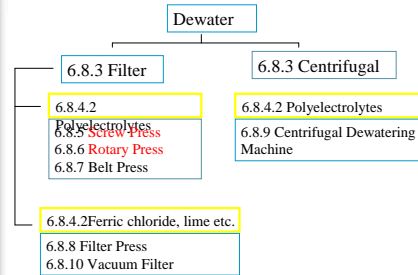 Dewater
6.8.3 Filter
6.8.3 Centrifugal
6.8.4.2
Polyelectrolytes
6.8.5 Screw Press
6.8.6 Rotary Press
6.8.7 Belt Press
6.8.4.2 Polyelectrolytes
6.8.9 Centrifugal Dewatering
Machine
6.8.4.2Ferric chloride, lime etc.
6.8.8 Filter Press
6.8.10 Vacuum Filter